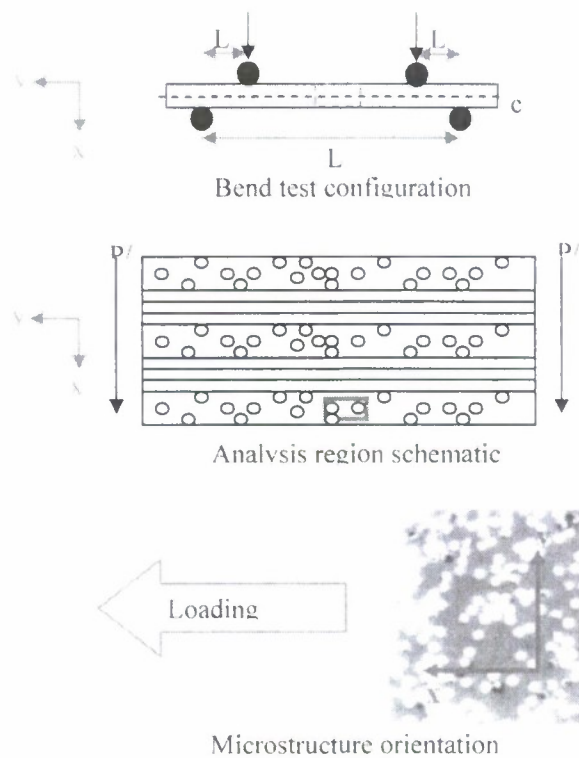 L L
c
L
Bend test configuration
P/ P/
Analysis region schematic
Loading
Microstructure orientation